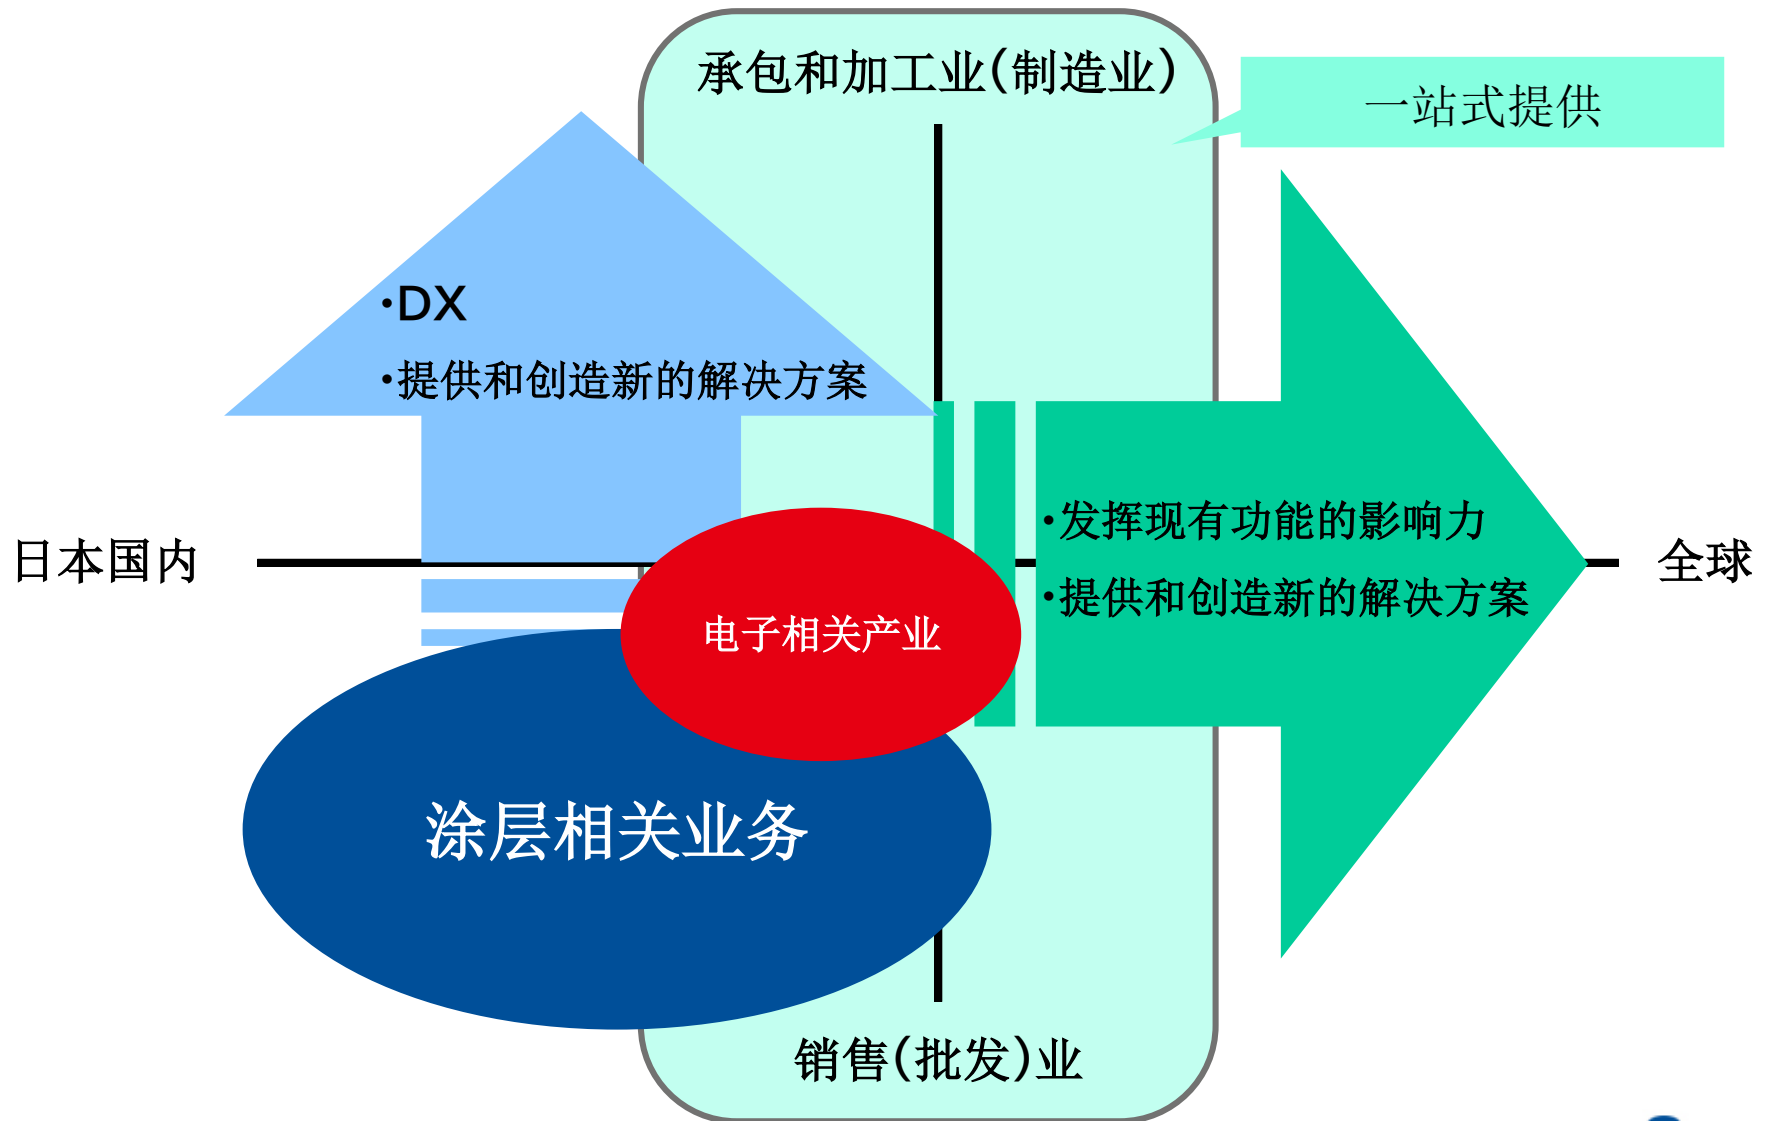 承包和加工业(制造业)
一站式提供
·DX
·提供和创造新的解决方案
日本国内
·发挥现有功能的影响力
·提供和创造新的解决方案
全球
电子相关产业
涂层相关业务
销售(批发)业